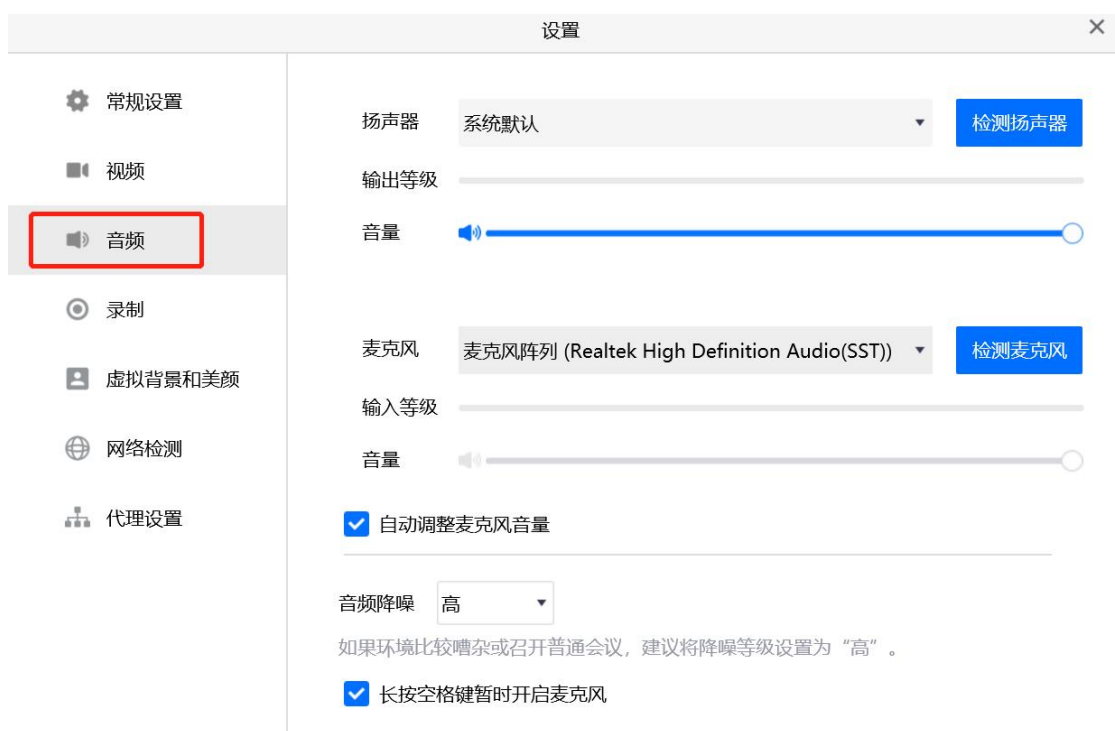 设置
常规设置
视频
音频
录制
虚拟背景和美颜
网络检测
代理设置
扬声器 系统默认 检测扬声器
输出等级
音量
麦克风 麦克风阵列 (Realtek High Definition Audio(SST)) 检测麦克风
输入等级
音量
自动调整麦克风音量
音频降噪 高
如果环境比较嘈杂或召开普通会议，建议将降噪等级设置为“高”。
长按空格键暂时开启麦克风